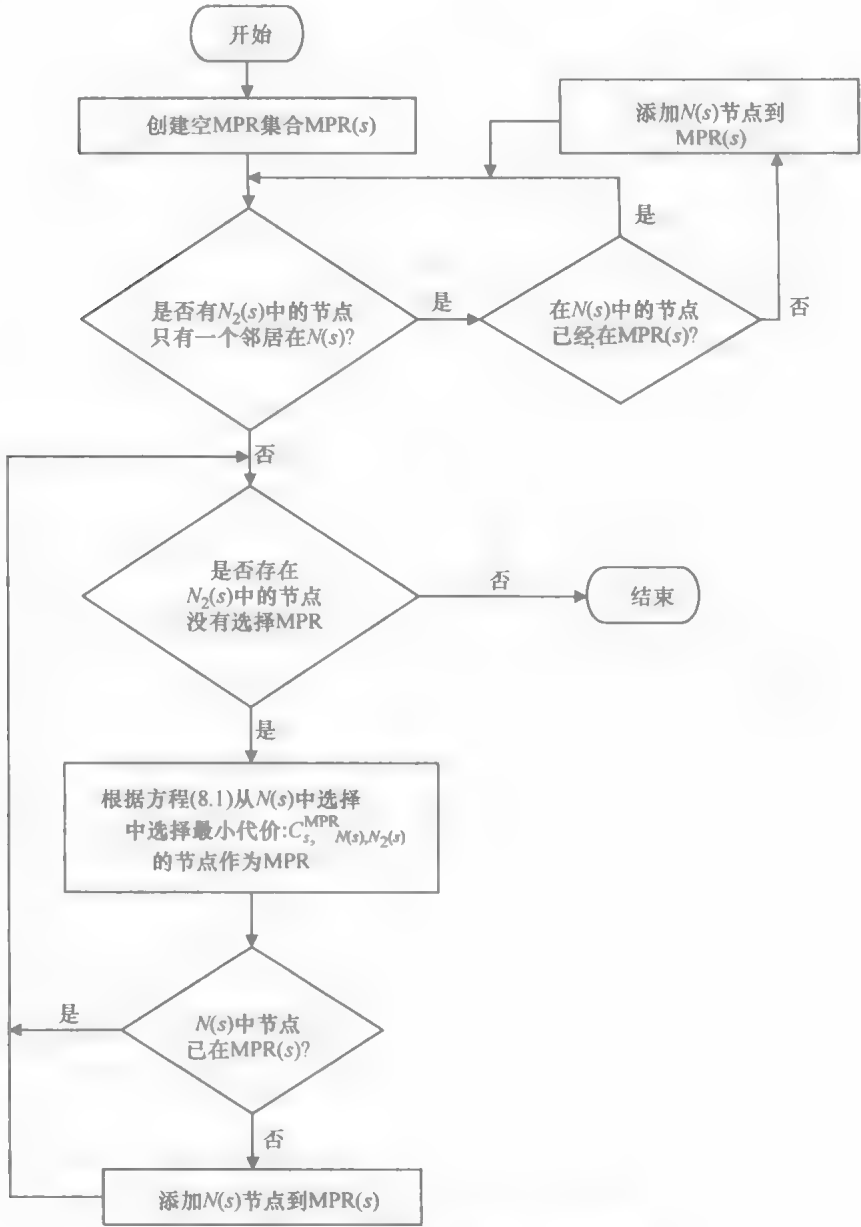 开始
创建空MPR集合MPR(s)
添加N(s)节点到
MPR(s)
是否有N₂(s)中的节点
只有一个邻居在N(s)?
是
在N(s)中的节点
已经在MPR(s)?
是
否
否
是否存在
N₂(s)中的节点
没有选择MPR
否
结束
是
根据方程(8.1)从N(s)中选择
中选择最小代价:C_{s,}^{MPR}_{N(s),N₂(s)}
的节点作为MPR
N(s)中节点
已在MPR(s)?
是
否
添加N(s)节点到MPR(s)